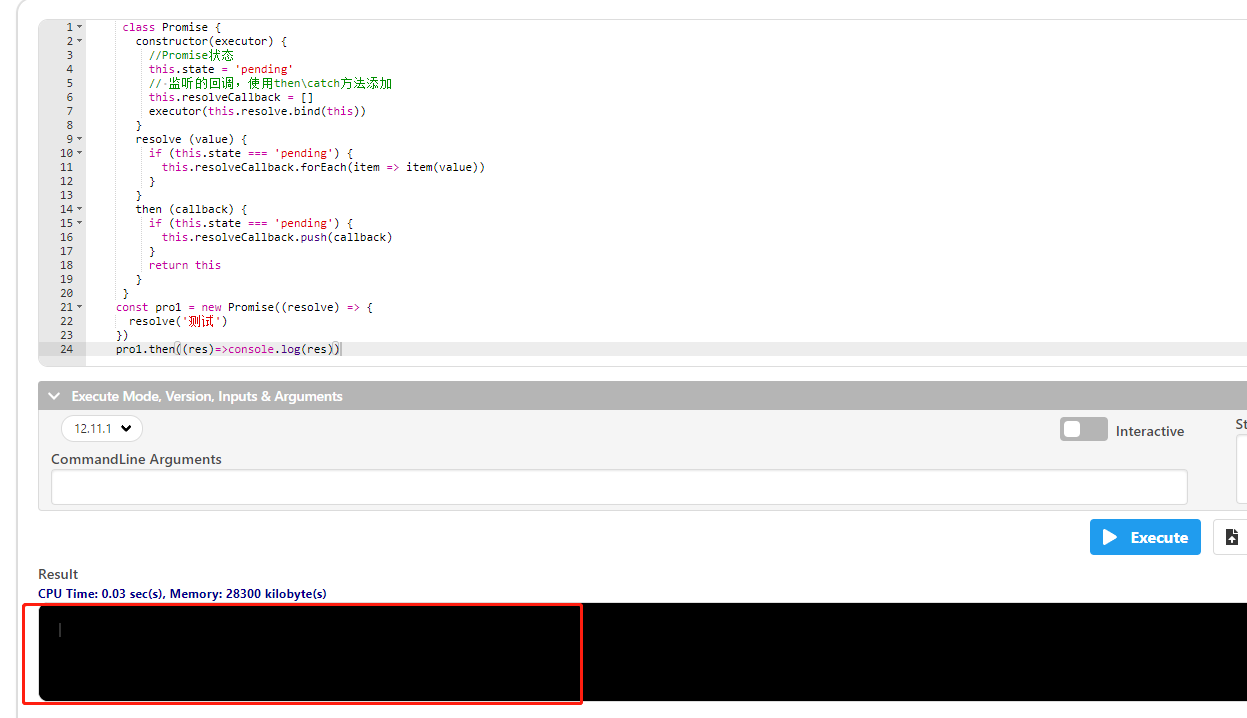 1 class Promise {
2 constructor(executor) {
3 //Promise状态
4 this.state = 'pending'
5 // 监听的回调，使用then\catch方法添加
6 this.resolveCallback = []
7 executor(this.resolve.bind(this))
8 }
9 resolve (value) {
10 if (this.state === 'pending') {
11 this.resolveCallback.forEach(item => item(value))
12 }
13 }
14 then (callback) {
15 if (this.state === 'pending') {
16 this.resolveCallback.push(callback)
17 }
18 return this
19 }
20 }
21 const pro1 = new Promise((resolve) => {
22 resolve('测试')
23 })
24 pro1.then((res)=>console.log(res))
Execute Mode, Version, Inputs & Arguments
12.11.1
Interactive
St
CommandLine Arguments
Execute
Result
CPU Time: 0.03 sec(s), Memory: 28300 kilobyte(s)